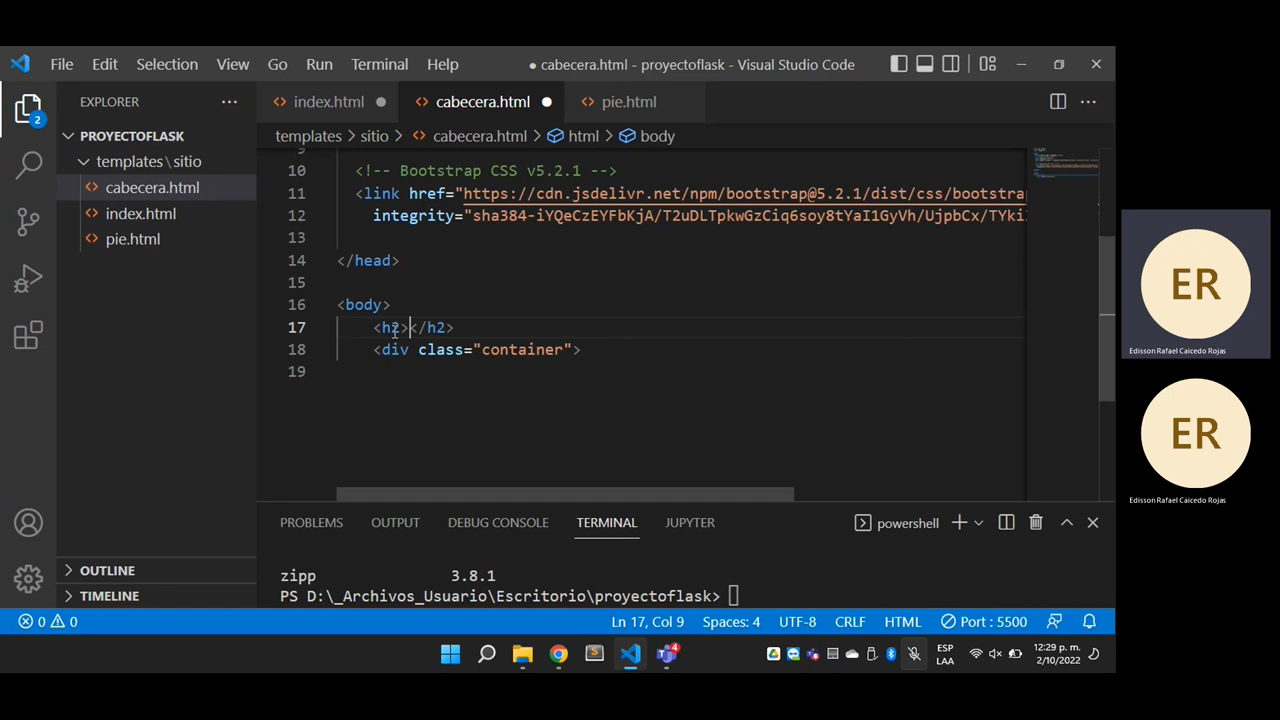 File Edit Selection View Go Run Terminal Help
● cabecera.html - proyectoflask - Visual Studio Code
EXPLORER
PROYECTOFLASK
templates\sitio
cabecera.html
index.html
pie.html
OUTLINE
TIMELINE
2
index.html
cabecera.html
pie.html
templates > sitio > cabecera.html > html > body
9
10 <!-- Bootstrap CSS v5.2.1 -->
11 <link href="https://cdn.jsdelivr.net/npm/bootstrap@5.2.1/dist/css/bootstrap
12 integrity="sha384-iYQeCzEYFbKjA/T2uDLTpkwGzCiq6soy8tYaI1GyVh/UjpbCx/TYki
13
14 </head>
15
16 <body>
17 <h2></h2>
18 <div class="container">
19
PROBLEMS OUTPUT DEBUG CONSOLE TERMINAL JUPYTER
powershell
zipp 3.8.1
PS D:\_Archivos_Usuario\Escritorio\proyectoflask>
0 0
Ln 17, Col 9 Spaces: 4 UTF-8 CRLF HTML Port : 5500
S
4
ESP
LAA
12:29 p. m.
2/10/2022
ER
Edisson Rafael Caicedo Rojas
ER
Edisson Rafael Caicedo Rojas